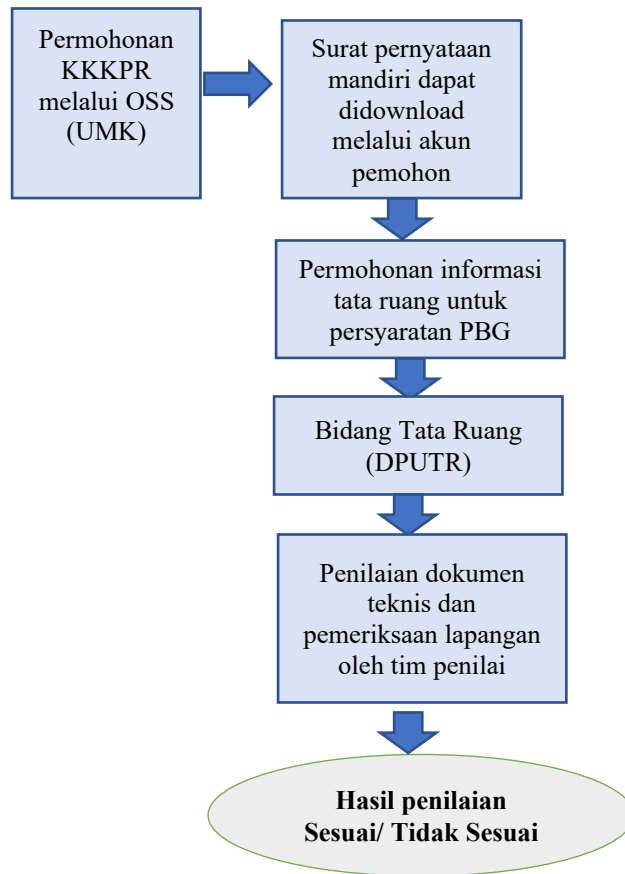 Permohonan
KKKPR
melalui OSS
(UMK)
Surat pernyataan
mandiri dapat
didownload
melalui akun
pemohon
Permohonan informasi
tata ruang untuk
persyaratan PBG
Bidang Tata Ruang
(DPUTR)
Penilaian dokumen
teknis dan
pemeriksaan lapangan
oleh tim penilai
Hasil penilaian
Sesuai/ Tidak Sesuai